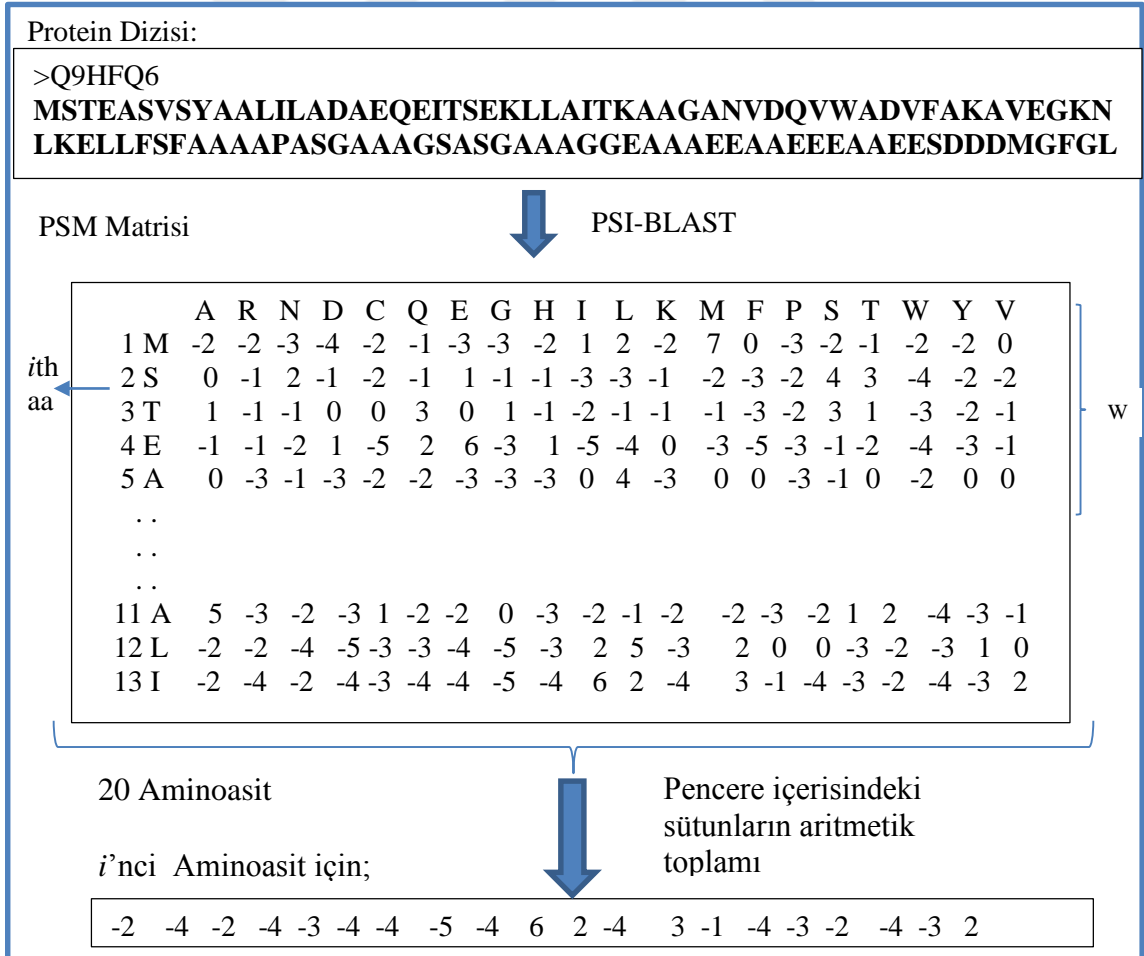 Protein Dizisi:
>Q9HFQ6
MSTEASVSYAALILADAEQEITSEKLLAITKAAGANVDQVWADVFAKAVEGKN
LKELLFSFAAAAPASGAAAGSASGAAAGGEAAAEEAAEEEAAEESDDDMGFGL
PSM Matrisi
PSI-BLAST
A R N D C Q E G H I L K M F P S T W Y V
1 M -2 -2 -3 -4 -2 -1 -3 -3 -2 1 2 -2 7 0 -3 -2 -1 -2 -2 0
ith
aa
2 S 0 -1 2 -1 -2 -1 1 -1 -1 -3 -3 -1 -2 -3 -2 4 3 -4 -2 -2
3 T 1 -1 -1 0 0 3 0 1 -1 -2 -1 -1 -1 -3 -2 3 1 -3 -2 -1
w
4 E -1 -1 -2 1 -5 2 6 -3 1 -5 -4 0 -3 -5 -3 -1 -2 -4 -3 -1
5 A 0 -3 -1 -3 -2 -2 -3 -3 -3 0 4 -3 0 0 -3 -1 0 -2 0 0
. .
. .
. .
11 A 5 -3 -2 -3 1 -2 -2 0 -3 -2 -1 -2 -2 -3 -2 1 2 -4 -3 -1
12 L -2 -2 -4 -5 -3 -3 -4 -5 -3 2 5 -3 2 0 0 -3 -2 -3 1 0
13 I -2 -4 -2 -4 -3 -4 -4 -5 -4 6 2 -4 3 -1 -4 -3 -2 -4 -3 2
20 Aminoasit
i’nci Aminoasit için;
Pencere içerisindeki
sütunların aritmetik
toplamı
-2 -4 -2 -4 -3 -4 -4 -5 -4 6 2 -4 3 -1 -4 -3 -2 -4 -3 2